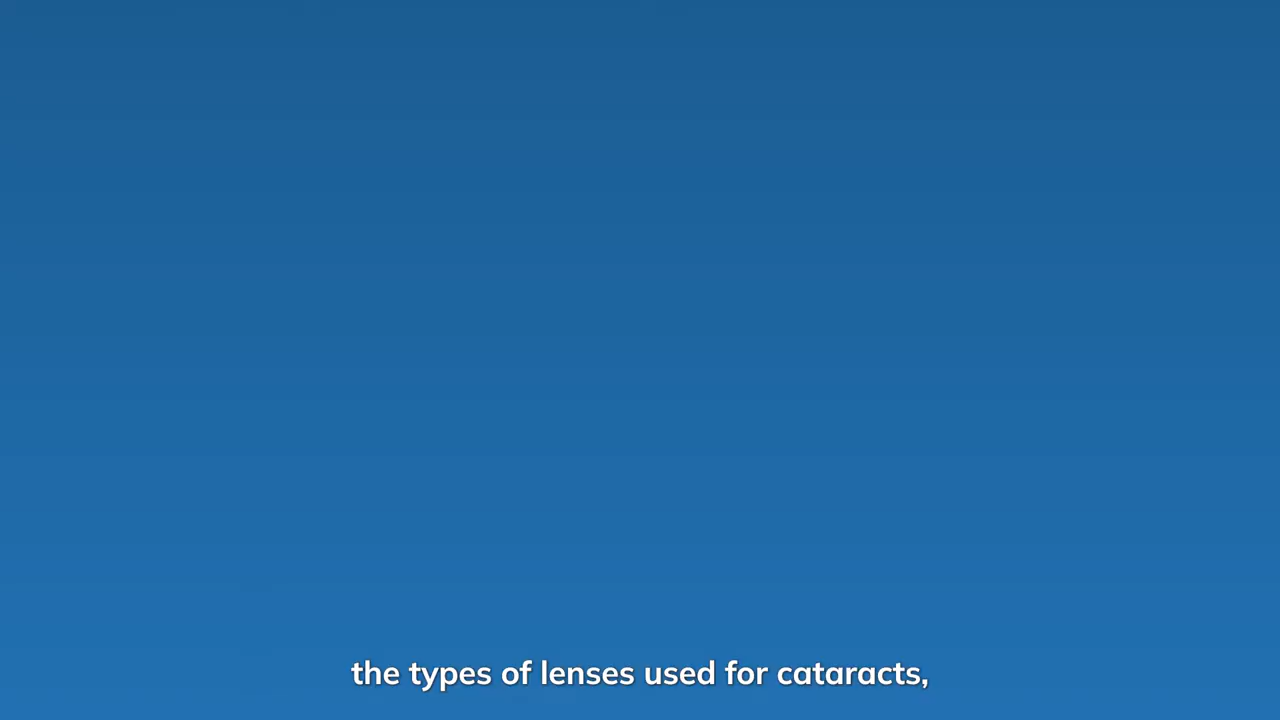 the types of lenses used for cataracts,